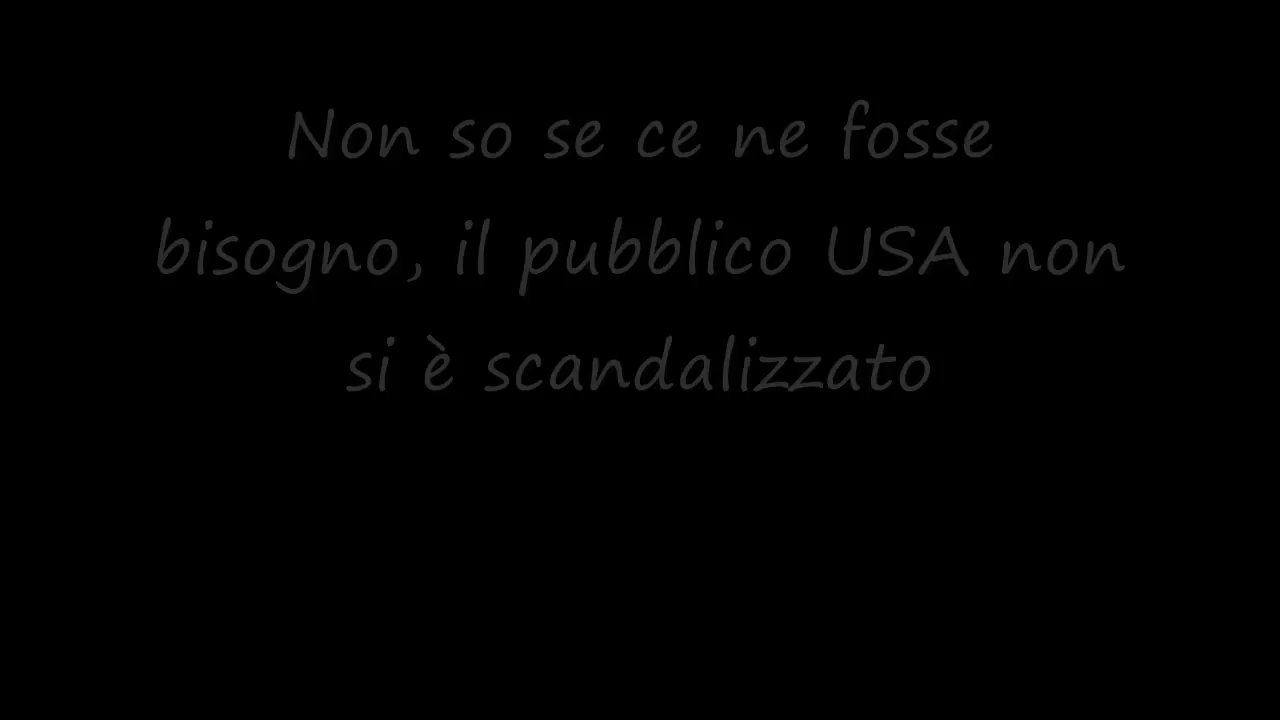 Non so se ce ne fosse
bisogno, il pubblico USA non
si è scandalizzato